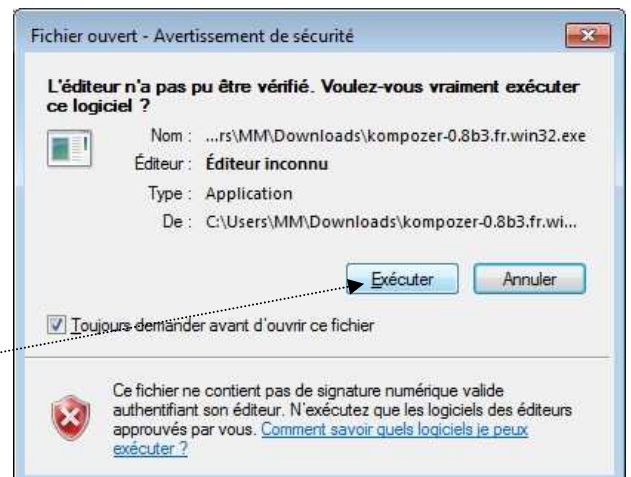 Fichier ouvert - Avertissement de sécurité
L'éditeur n'a pas pu être vérifié. Voulez-vous vraiment exécuter
ce logiciel ?
Nom : ...rs\MM\Downloads\kompozer-0.8b3.fr.win32.exe
Éditeur : Éditeur inconnu
Type : Application
De : C:\Users\MM\Downloads\kompozer-0.8b3.fr.wi...
Exécuter Annuler
Toujours demander avant d'ouvrir ce fichier
Ce fichier ne contient pas de signature numérique valide
authentifiant son éditeur. N'exécutez que les logiciels des éditeurs
approuvés par vous. Comment savoir quels logiciels je peux
exécuter ?